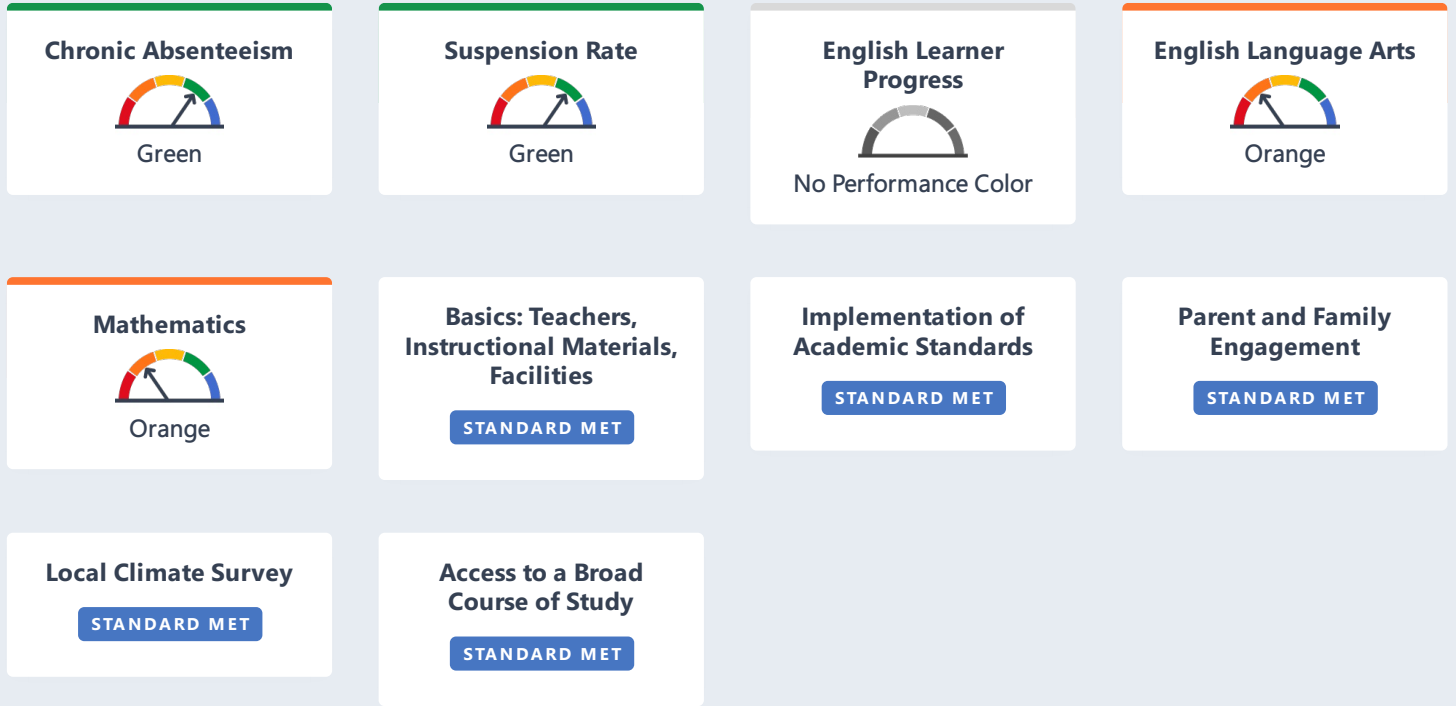 Chronic Absenteeism
Green
Suspension Rate
Green
English Learner
Progress
No Performance Color
English Language Arts
Orange
Mathematics
Orange
Basics: Teachers,
Instructional Materials,
Facilities
STANDARD MET
Implementation of
Academic Standards
STANDARD MET
Parent and Family
Engagement
STANDARD MET
Local Climate Survey
STANDARD MET
Access to a Broad
Course of Study
STANDARD MET